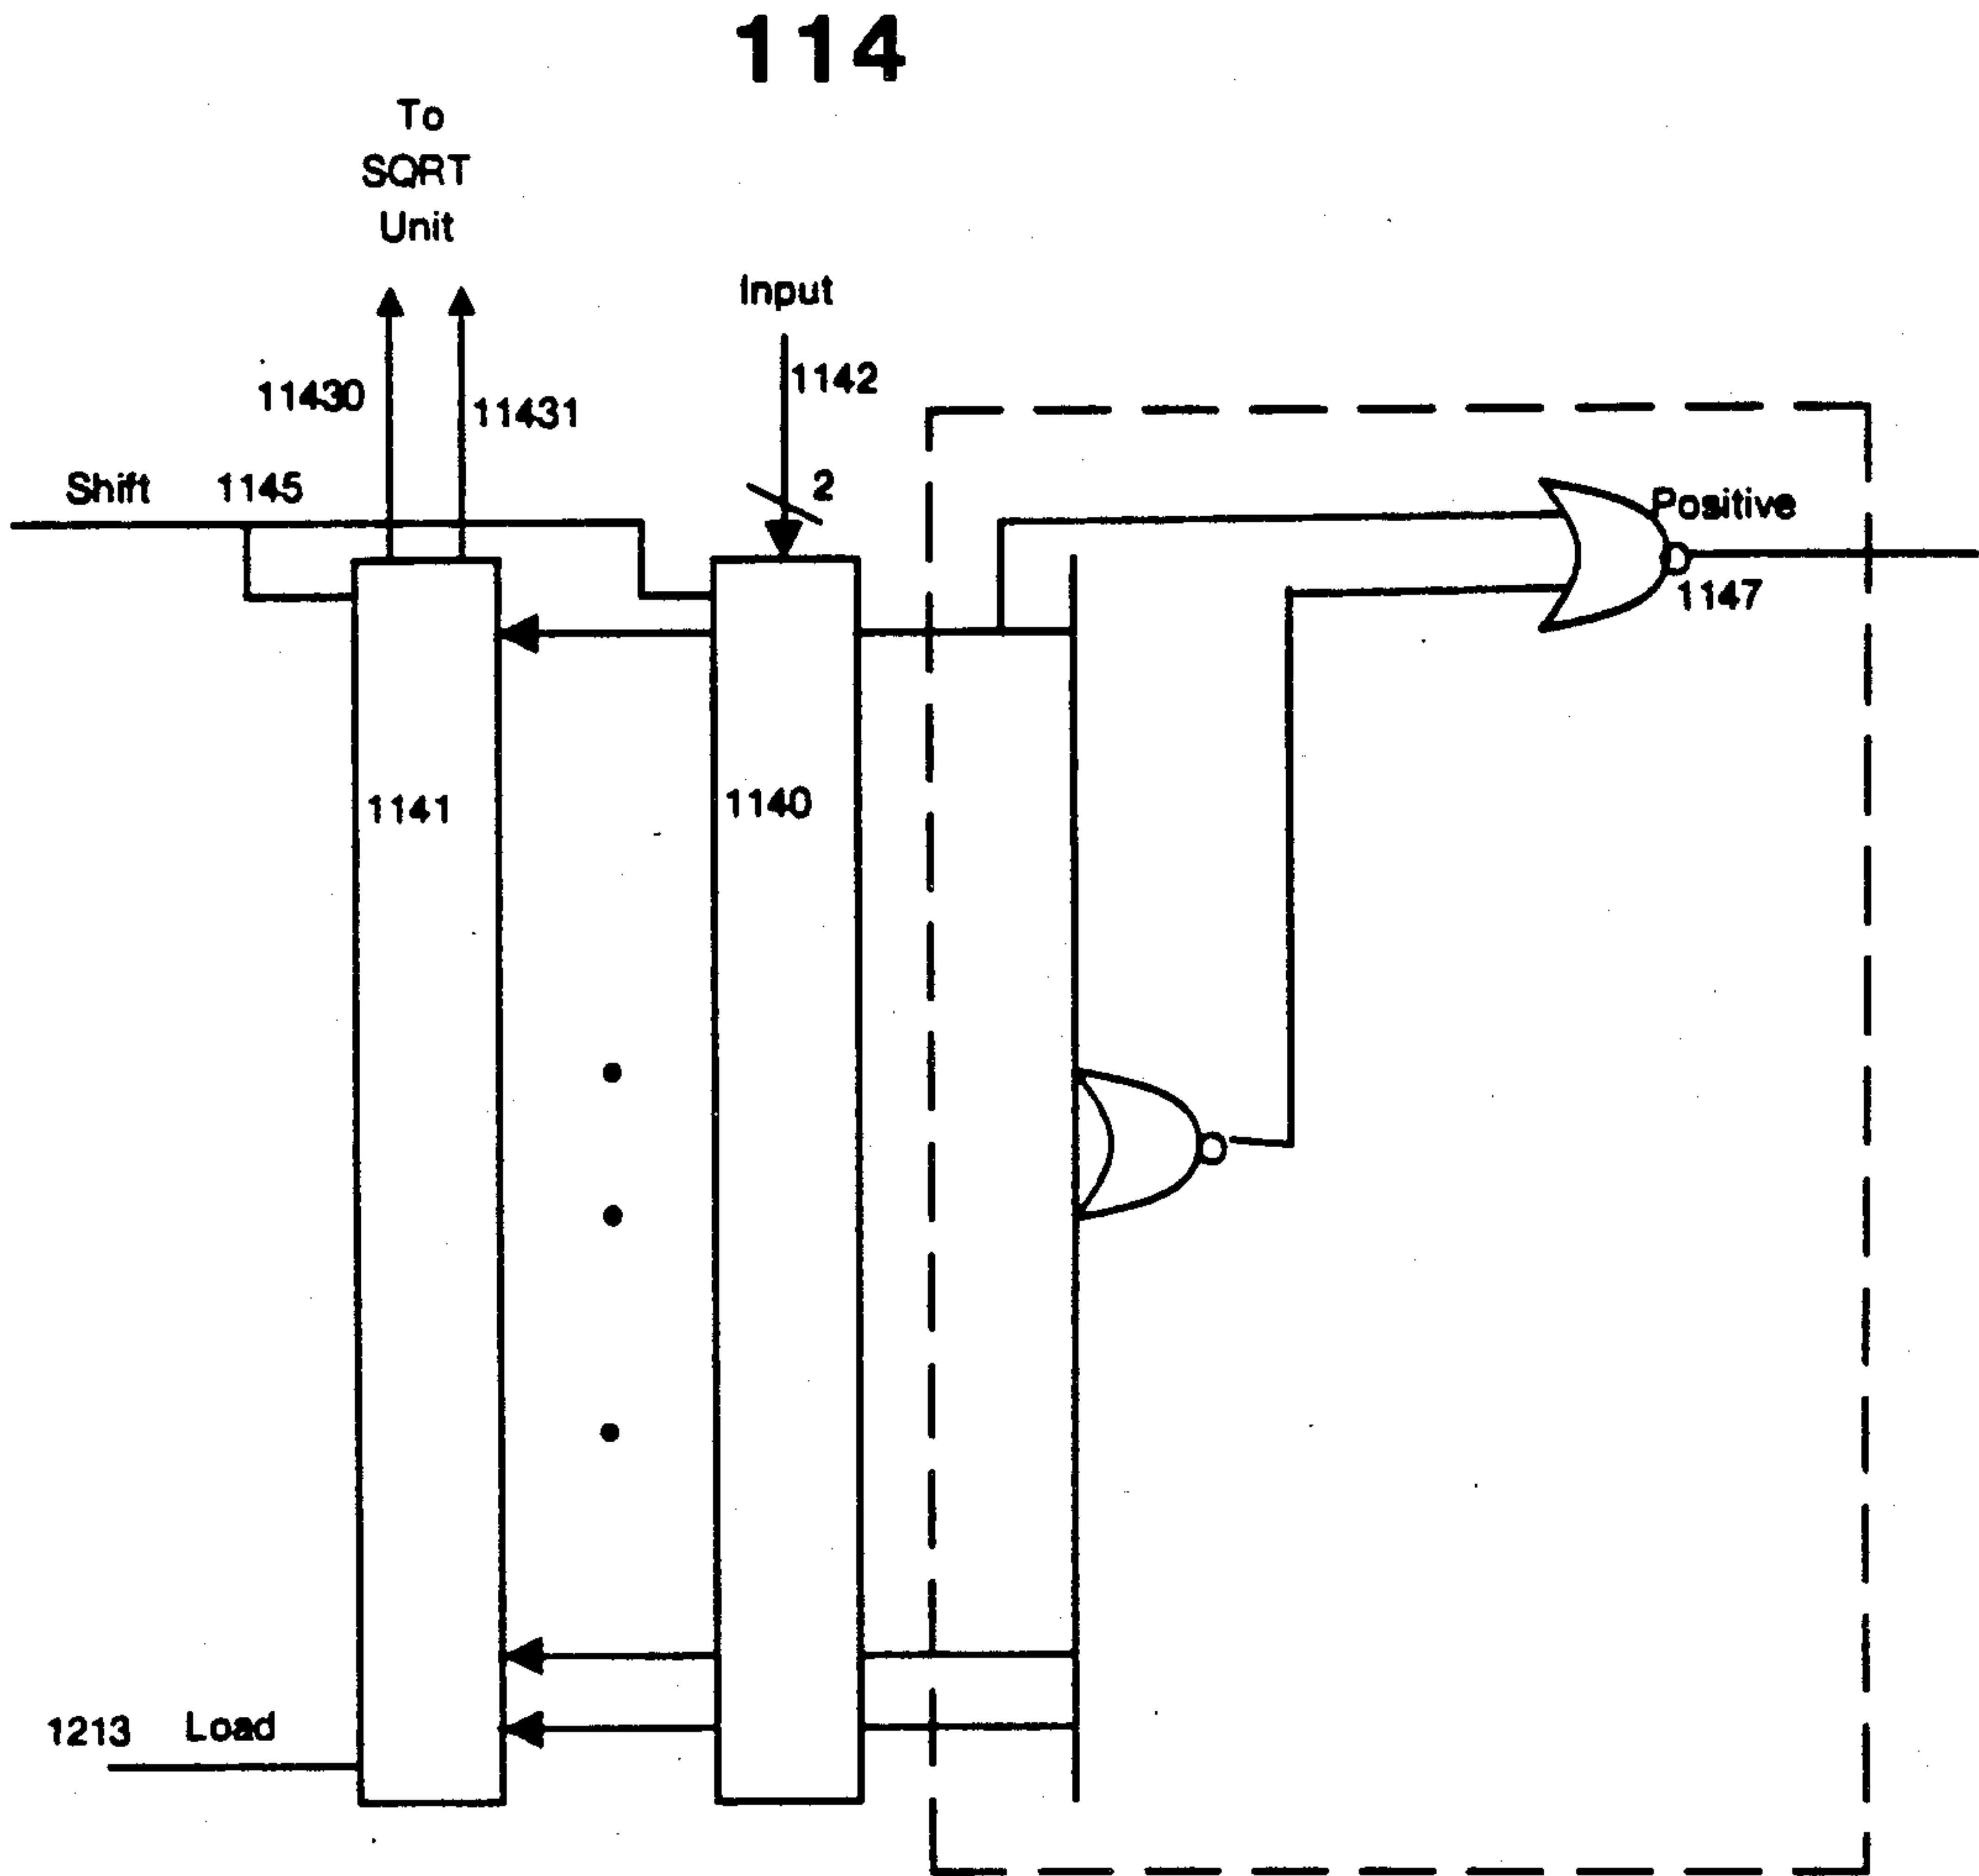 114
To
SQRT
Unit
Input
11430
11431
1142
Shift 1145
2
Positive
1147
1141
1140
1213 Load